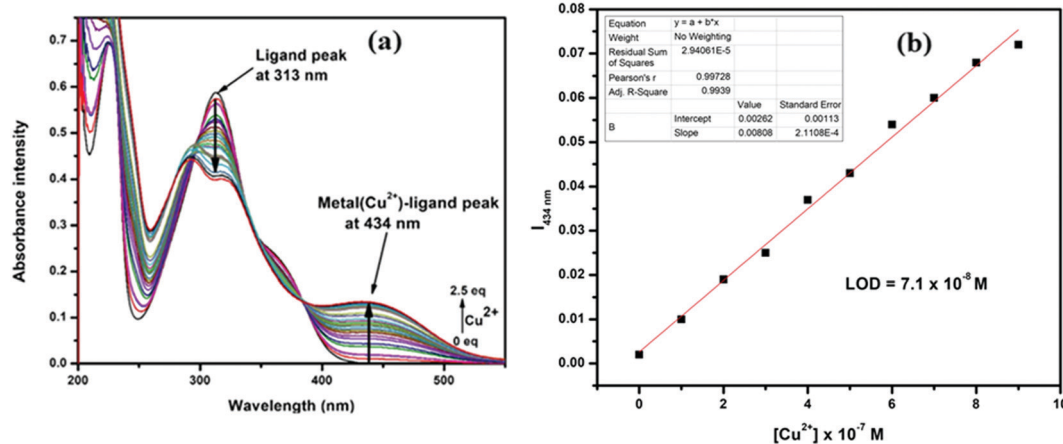 (a)
Ligand peak
at 313 nm
Metal(Cu²⁺)-ligand peak
at 434 nm
2.5 eq
Cu²⁺
0 eq
0.7
0.6
0.5
0.4
0.3
0.2
0.1
0.0
200 300 400 500
Absorbance intensity
Wavelength (nm)
(b)
Equation y = a + b*x
Weight No Weighting
Residual Sum
of Squares 2.94061E-5
Pearson's r 0.99728
Adj. R-Square 0.9939
Value Standard Error
B Intercept 0.00262 0.00113
Slope 0.00808 2.1108E-4
LOD = 7.1 x 10⁻⁸ M
0.08
0.07
0.06
0.05
0.04
0.03
0.02
0.01
0.00
0 2 4 6 8 10
I434 nm
[Cu²⁺] x 10⁻⁷ M